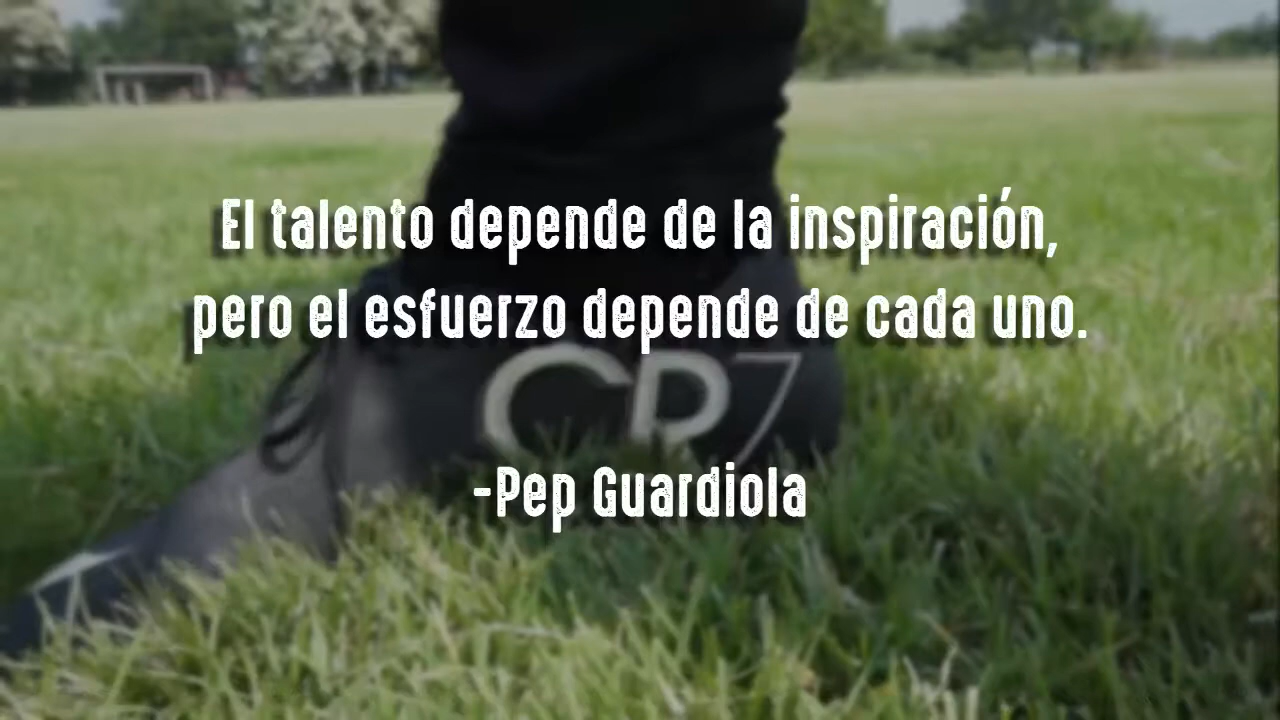 El talento depende de la inspiración,
pero el esfuerzo depende de cada uno.
CR7
-Pep Guardiola